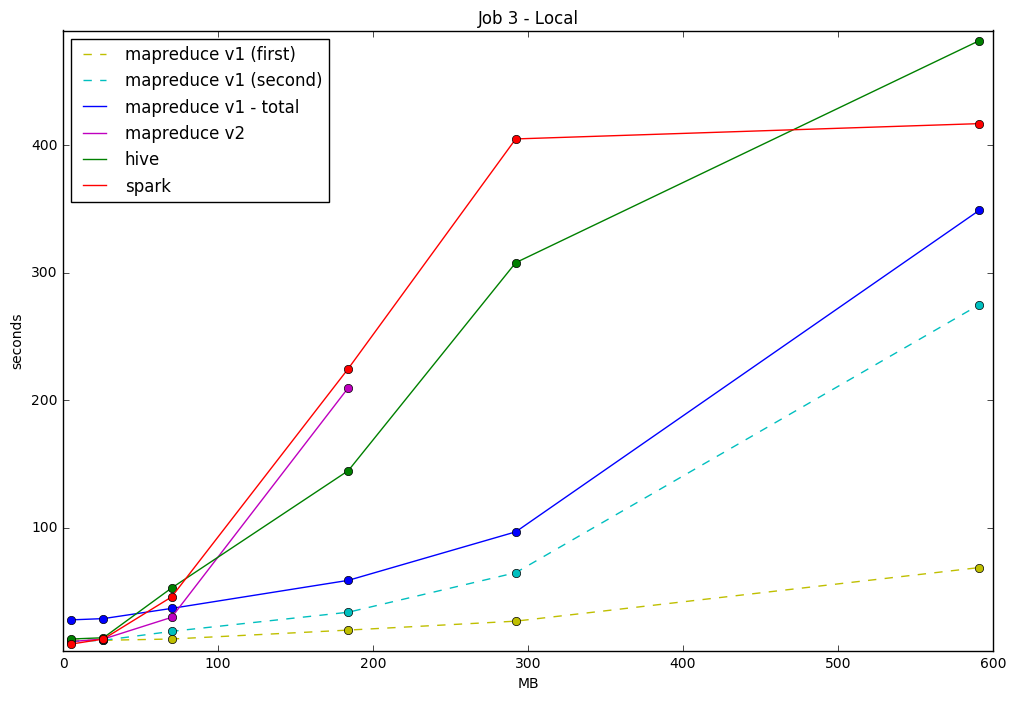 Job 3 - Local
mapreduce v1 (first)
mapreduce v1 (second)
mapreduce v1 - total
mapreduce v2
hive
spark
400
300
200
100
seconds
0 100 200 300 400 500 600
MB